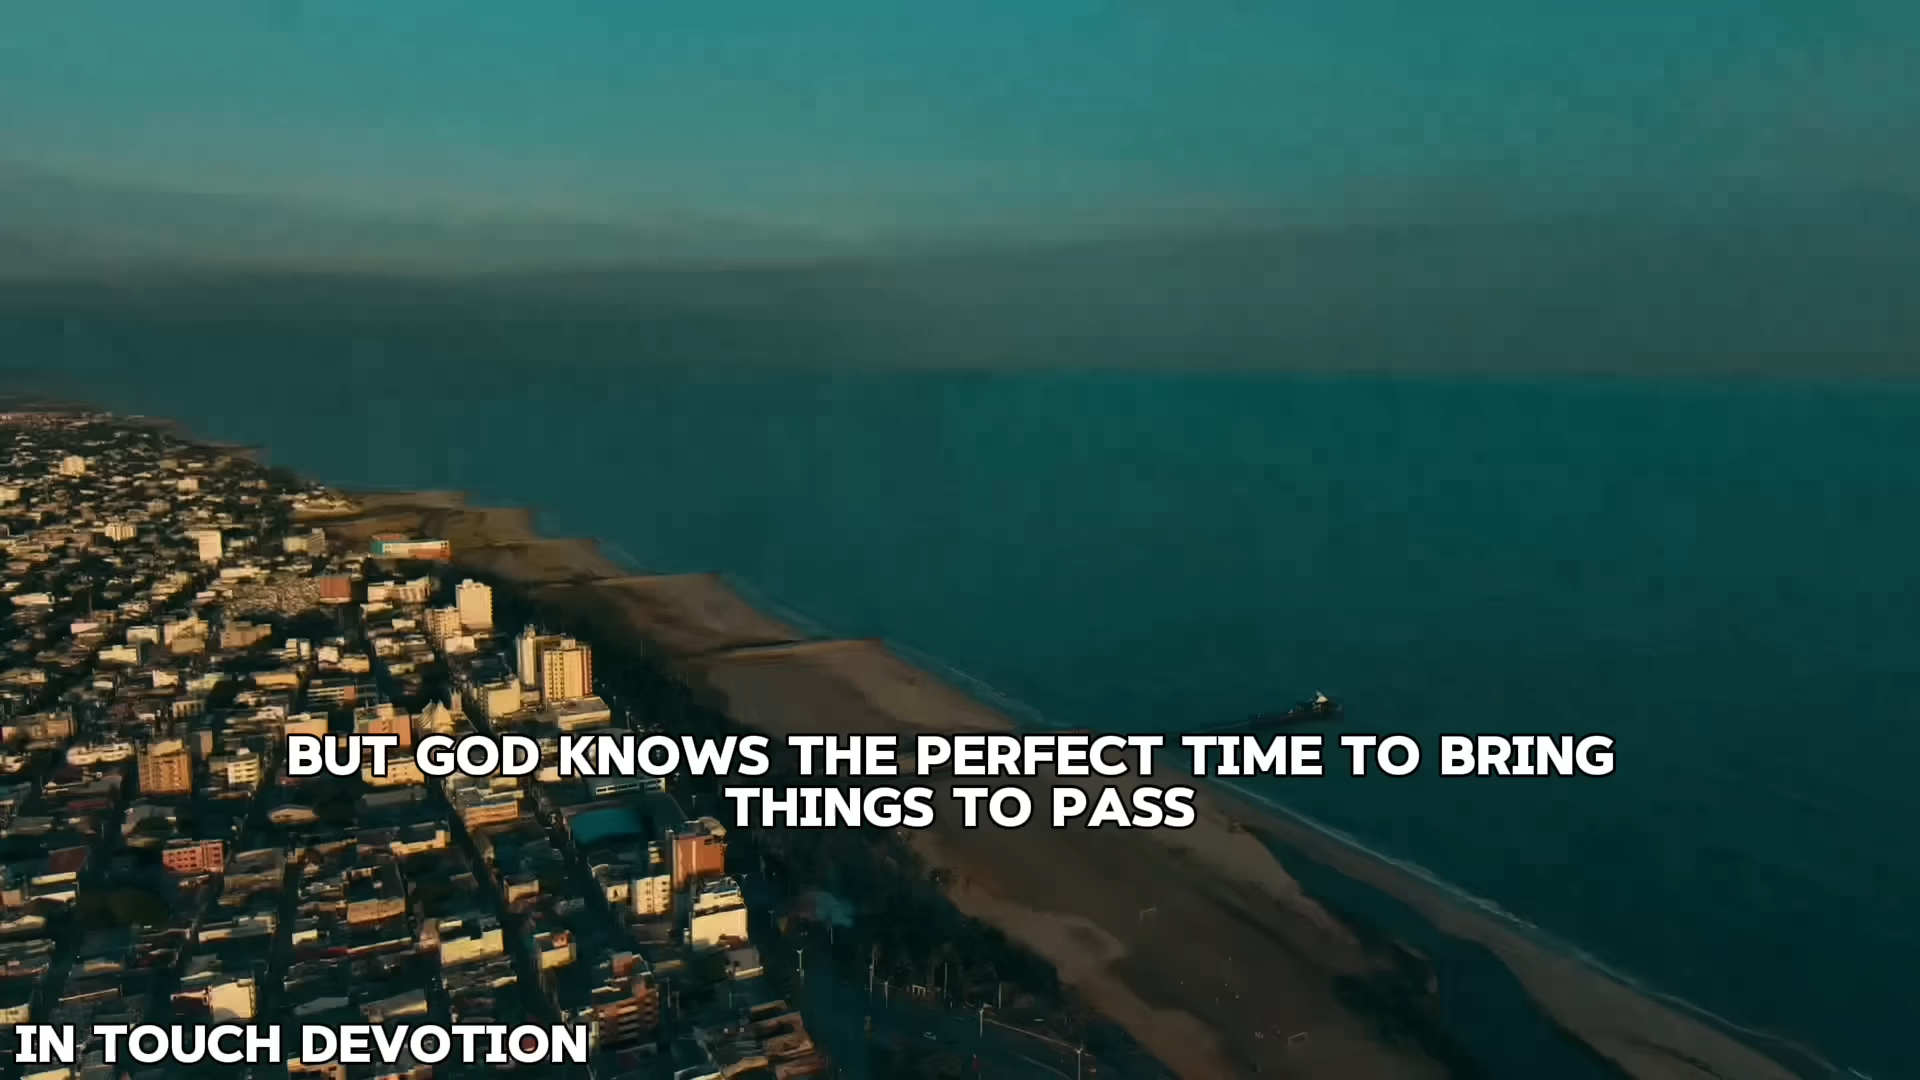 BUT GOD KNOWS THE PERFECT TIME TO BRING
THINGS TO PASS
IN TOUCH DEVOTION